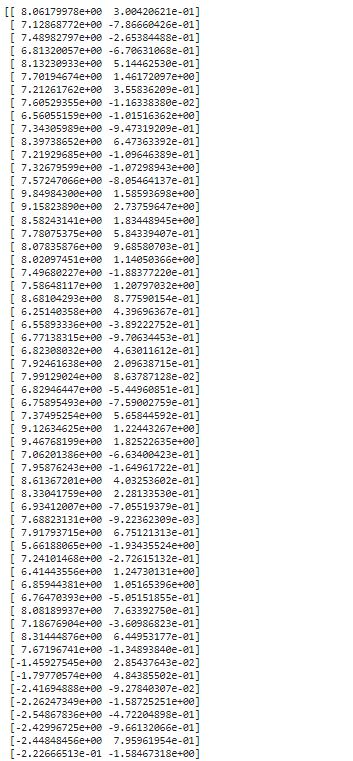 [[ 8.06179978e+00 3.00420621e-01]
[ 7.12868772e+00 -7.86660426e-01]
[ 7.48982797e+00 -2.65384488e-01]
[ 6.81320057e+00 -6.70631068e-01]
[ 8.13230933e+00 5.14462530e-01]
[ 7.70194674e+00 1.46172097e+00]
[ 7.21261762e+00 3.55836209e-01]
[ 7.60529355e+00 -1.16338380e-02]
[ 6.56055159e+00 -1.01516362e+00]
[ 7.34305989e+00 -9.47319209e-01]
[ 8.39738652e+00 6.47363392e-01]
[ 7.21929685e+00 -1.09646389e-01]
[ 7.32679599e+00 -1.07298943e+00]
[ 7.57247066e+00 -8.05464137e-01]
[ 9.84984300e+00 1.58593698e+00]
[ 9.15823890e+00 2.73759647e+00]
[ 8.58243141e+00 1.83448945e+00]
[ 7.78075375e+00 5.84339407e-01]
[ 8.07835876e+00 9.68580703e-01]
[ 8.02097451e+00 1.14050366e+00]
[ 7.49680227e+00 -1.88377220e-01]
[ 7.58648117e+00 1.20797032e+00]
[ 8.68104293e+00 8.77590154e-01]
[ 6.25140358e+00 4.39696367e-01]
[ 6.55893336e+00 -3.89222752e-01]
[ 6.77138315e+00 -9.70634453e-01]
[ 6.82308032e+00 4.63011612e-01]
[ 7.92461638e+00 2.09638715e-01]
[ 7.99129024e+00 8.63787128e-02]
[ 6.82946447e+00 -5.44960851e-01]
[ 6.75895493e+00 -7.59002759e-01]
[ 7.37495254e+00 5.65844592e-01]
[ 9.12634625e+00 1.22443267e+00]
[ 9.46768199e+00 1.82522635e+00]
[ 7.06201386e+00 -6.63400423e-01]
[ 7.95876243e+00 -1.64961722e-01]
[ 8.61367201e+00 4.03253602e-01]
[ 8.33041759e+00 2.28133530e-01]
[ 6.93412007e+00 -7.05519379e-01]
[ 7.68823131e+00 -9.22362309e-03]
[ 7.91793715e+00 6.75121313e-01]
[ 5.66188065e+00 -1.93435524e+00]
[ 7.24101468e+00 -2.72615132e-01]
[ 6.41443556e+00 1.24730131e+00]
[ 6.85944381e+00 1.05165396e+00]
[ 6.76470393e+00 -5.05151855e-01]
[ 8.08189937e+00 7.63392750e-01]
[ 7.18676904e+00 -3.60986823e-01]
[ 8.31444876e+00 6.44953177e-01]
[ 7.67196741e+00 -1.34893840e-01]
[-1.45927545e+00 2.85437643e-02]
[-1.79770574e+00 4.84385502e-01]
[-2.41694888e+00 -9.27840307e-02]
[-2.26247349e+00 -1.58725251e+00]
[-2.54867836e+00 -4.72204898e-01]
[-2.42996725e+00 -9.66132066e-01]
[-2.44848456e+00 7.95961954e-01]
[-2.22666513e-01 -1.58467318e+00]